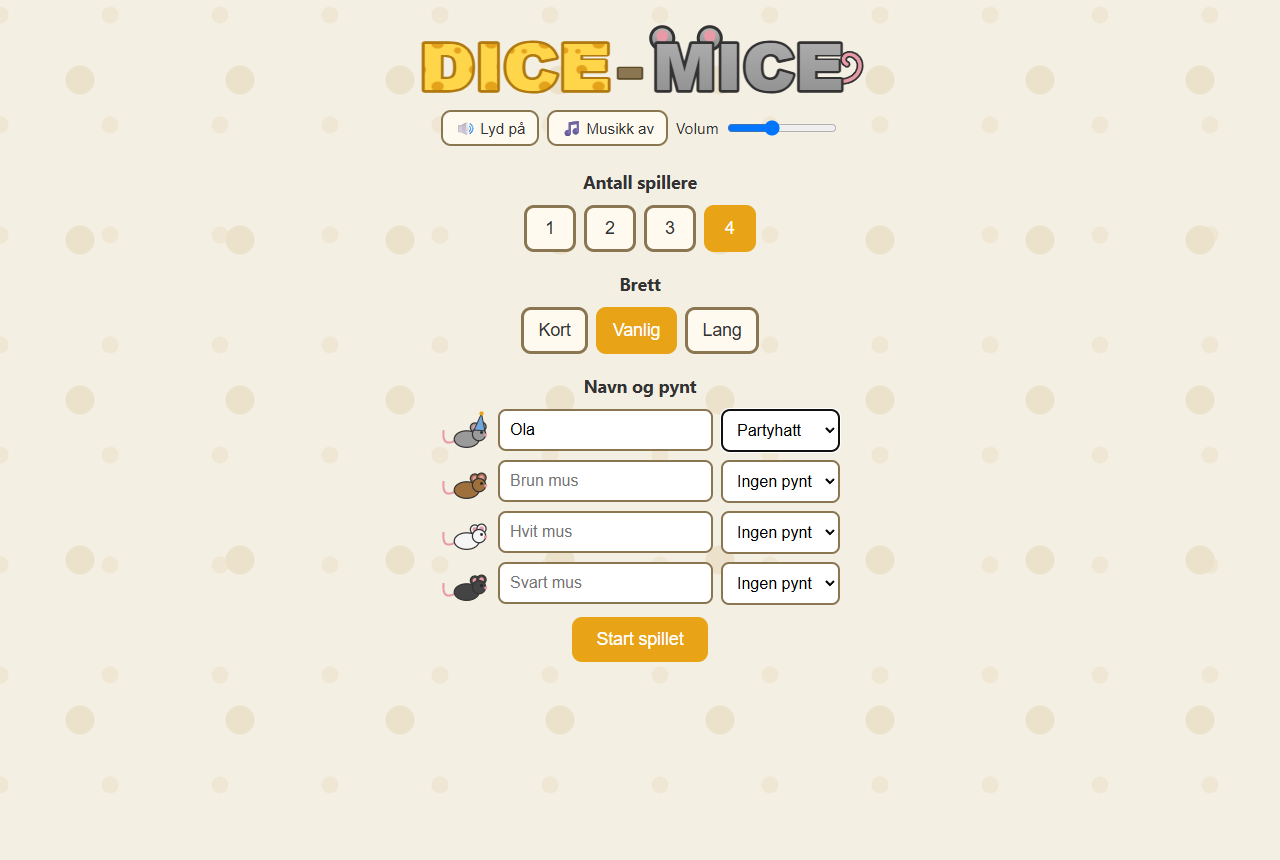 DICE-MICE
Lyd på Musikk av Volum
Antall spillere
1 2 3 4
Brett
Kort Vanlig Lang
Navn og pynt
Ola Partyhatt
Brun mus Ingen pynt
Hvit mus Ingen pynt
Svart mus Ingen pynt
Start spillet